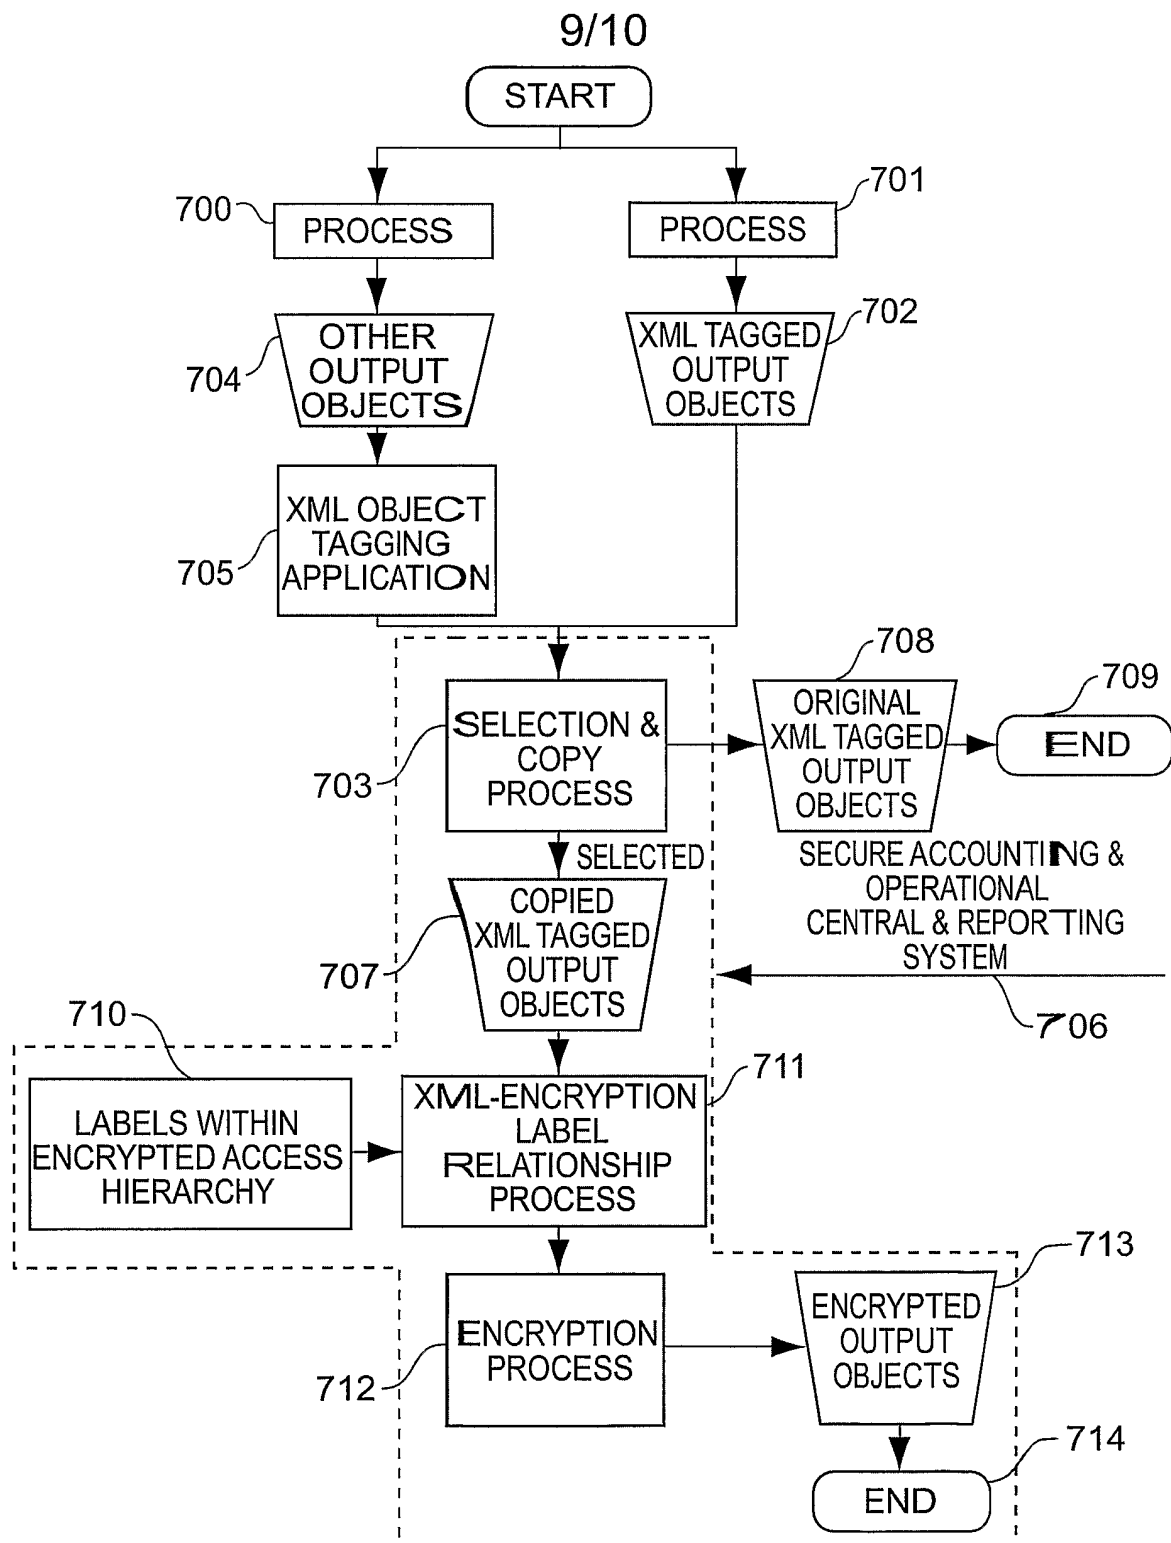 9/10
START
700
PROCESS
701
PROCESS
704
OTHER
OUTPUT
OBJECTS
702
XML TAGGED
OUTPUT
OBJECTS
705
XML OBJECT
TAGGING
APPLICATION
703
SELECTION &
COPY
PROCESS
708
ORIGINAL
XML TAGGED
OUTPUT
OBJECTS
709
END
SELECTED
SECURE ACCOUNTING &
OPERATIONAL
CENTRAL & REPORTING
SYSTEM
706
707
COPIED
XML TAGGED
OUTPUT
OBJECTS
710
LABELS WITHIN
ENCRYPTED ACCESS
HIERARCHY
711
XML-ENCRYPTION
LABEL
RELATIONSHIP
PROCESS
712
ENCRYPTION
PROCESS
713
ENCRYPTED
OUTPUT
OBJECTS
714
END